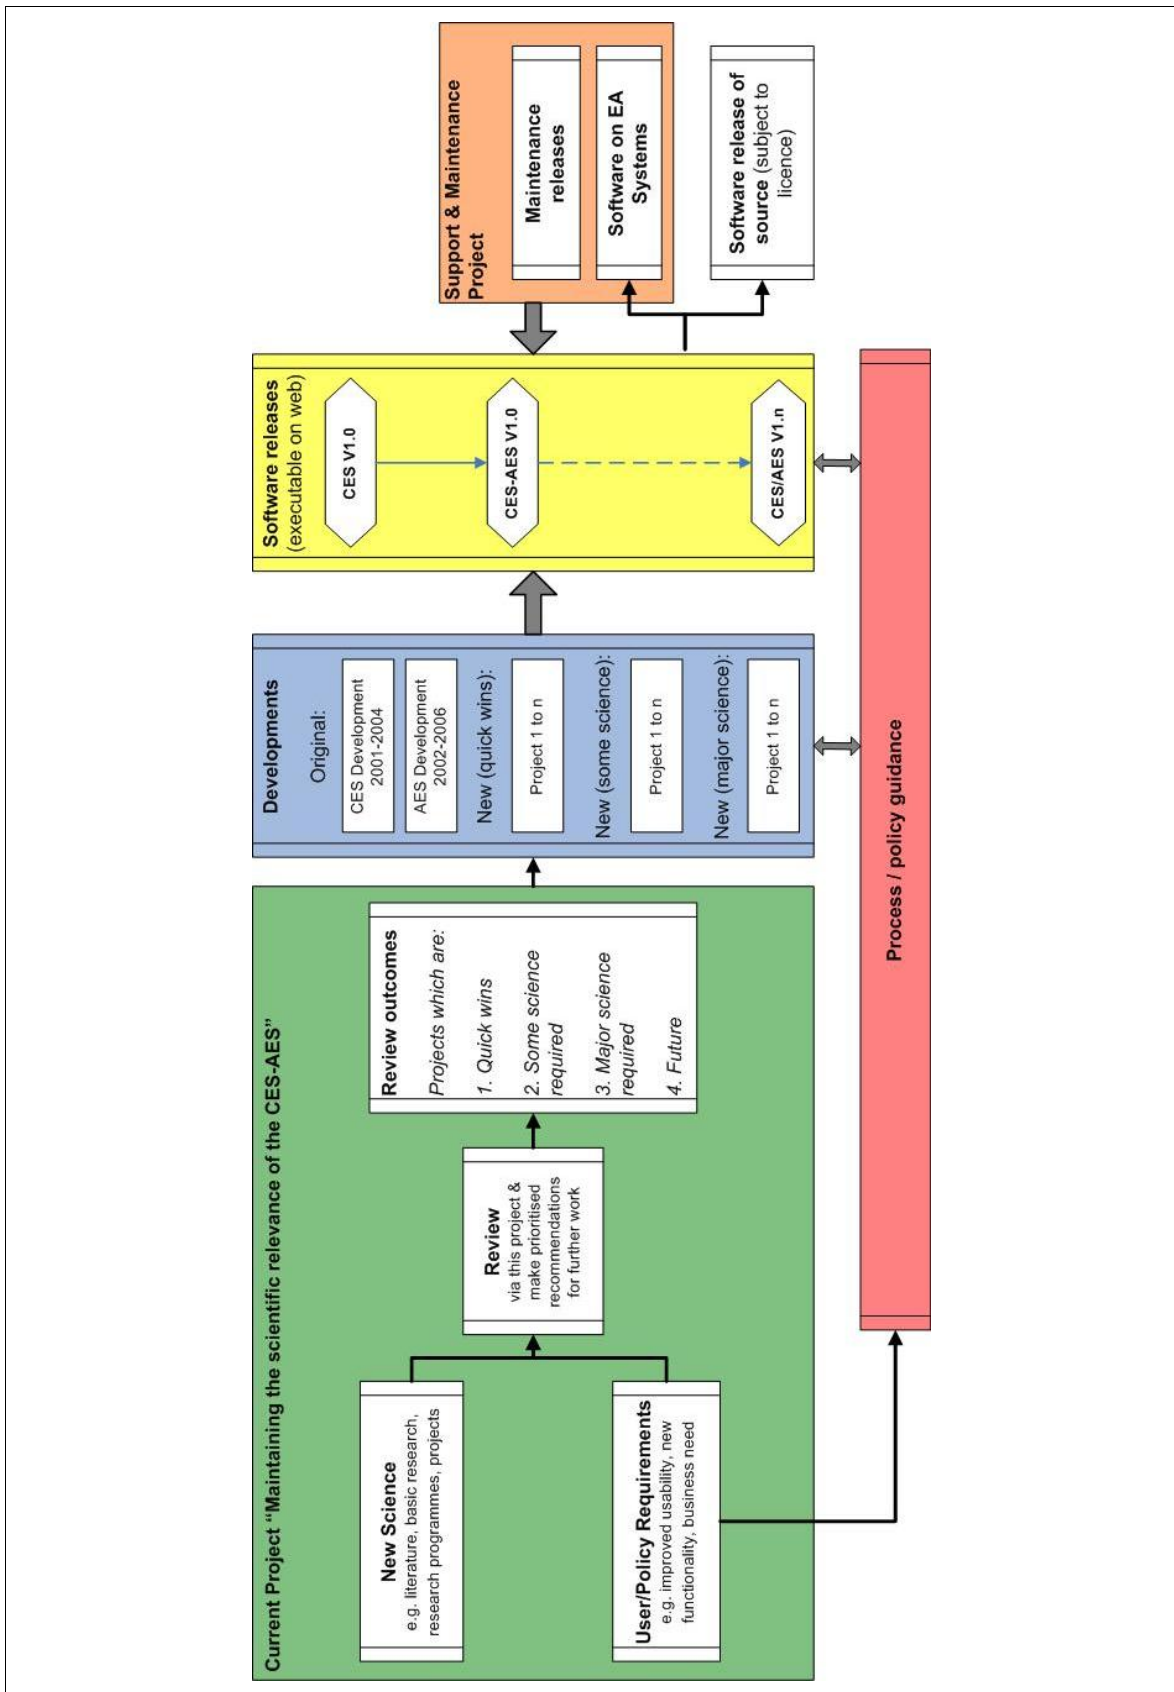 Current Project “Maintaining the scientific relevance of the CES-AES”
New Science
e.g. literature, basic research,
research programmes, projects
User/Policy Requirements
e.g. improved usability, new
functionality, business need
Review
via this project &
make prioritised
recommendations
for further work
Review outcomes
Projects which are:
1. Quick wins
2. Some science
required
3. Major science
required
4. Future
Developments
Original:
CES Development
2001-2004
AES Development
2002-2006
New (quick wins):
Project 1 to n
New (some science):
Project 1 to n
New (major science):
Project 1 to n
Software releases
(executable on web)
CES V1.0
CES-AES V1.0
CES/AES V1.n
Support & Maintenance
Project
Maintenance
releases
Software on EA
Systems
Software release of
source (subject to
licence)
Process / policy guidance